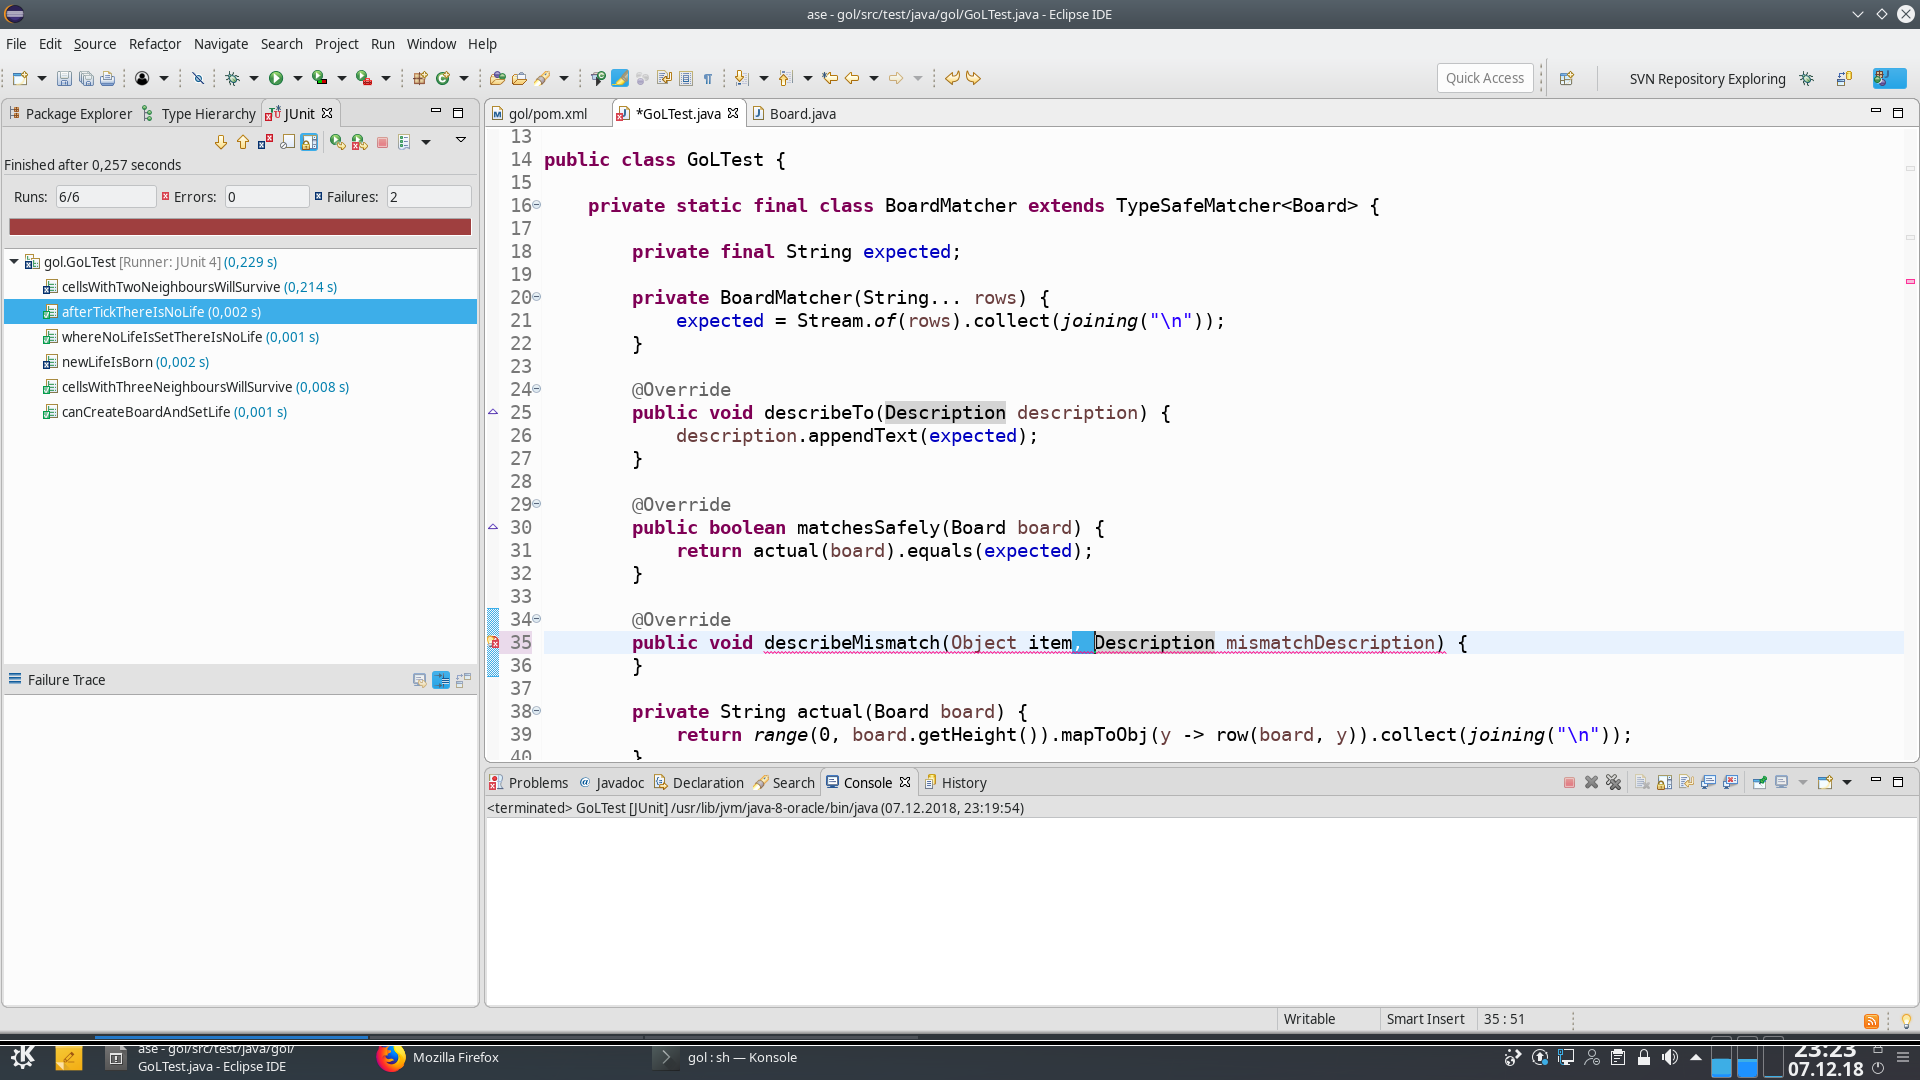 ase - gol/src/test/java/gol/GoLTest.java - Eclipse IDE
File Edit Source Refactor Navigate Search Project Run Window Help
Quick Access
SVN Repository Exploring
Package Explorer Type Hierarchy JUnit
Finished after 0,257 seconds
Runs: 6/6 Errors: 0 Failures: 2
gol.GoLTest [Runner: JUnit 4] (0,229 s)
cellsWithTwoNeighboursWillSurvive (0,214 s)
afterTickThereIsNoLife (0,002 s)
whereNoLifeIsSetThereIsNoLife (0,001 s)
newLifeIsBorn (0,002 s)
cellsWithThreeNeighboursWillSurvive (0,008 s)
canCreateBoardAndSetLife (0,001 s)
Failure Trace
gol/pom.xml *GoLTest.java Board.java
13
14 public class GoLTest {
15
16 private static final class BoardMatcher extends TypeSafeMatcher<Board> {
17
18 private final String expected;
19
20 private BoardMatcher(String... rows) {
21 expected = Stream.of(rows).collect(joining("\n"));
22 }
23
24 @Override
25 public void describeTo(Description description) {
26 description.appendText(expected);
27 }
28
29 @Override
30 public boolean matchesSafely(Board board) {
31 return actual(board).equals(expected);
32 }
33
34 @Override
35 public void describeMismatch(Object item, Description mismatchDescription) {
36 }
37
38 private String actual(Board board) {
39 return range(0, board.getHeight()).mapToObj(y -> row(board, y)).collect(joining("\n"));
40 }
Problems Javadoc Declaration Search Console History
<terminated> GoLTest [JUnit] /usr/lib/jvm/java-8-oracle/bin/java (07.12.2018, 23:19:54)
Writable Smart Insert 35 : 51
ase - gol/src/test/java/gol/
GoLTest.java - Eclipse IDE
Mozilla Firefox
gol : sh — Konsole
23:23
07.12.18